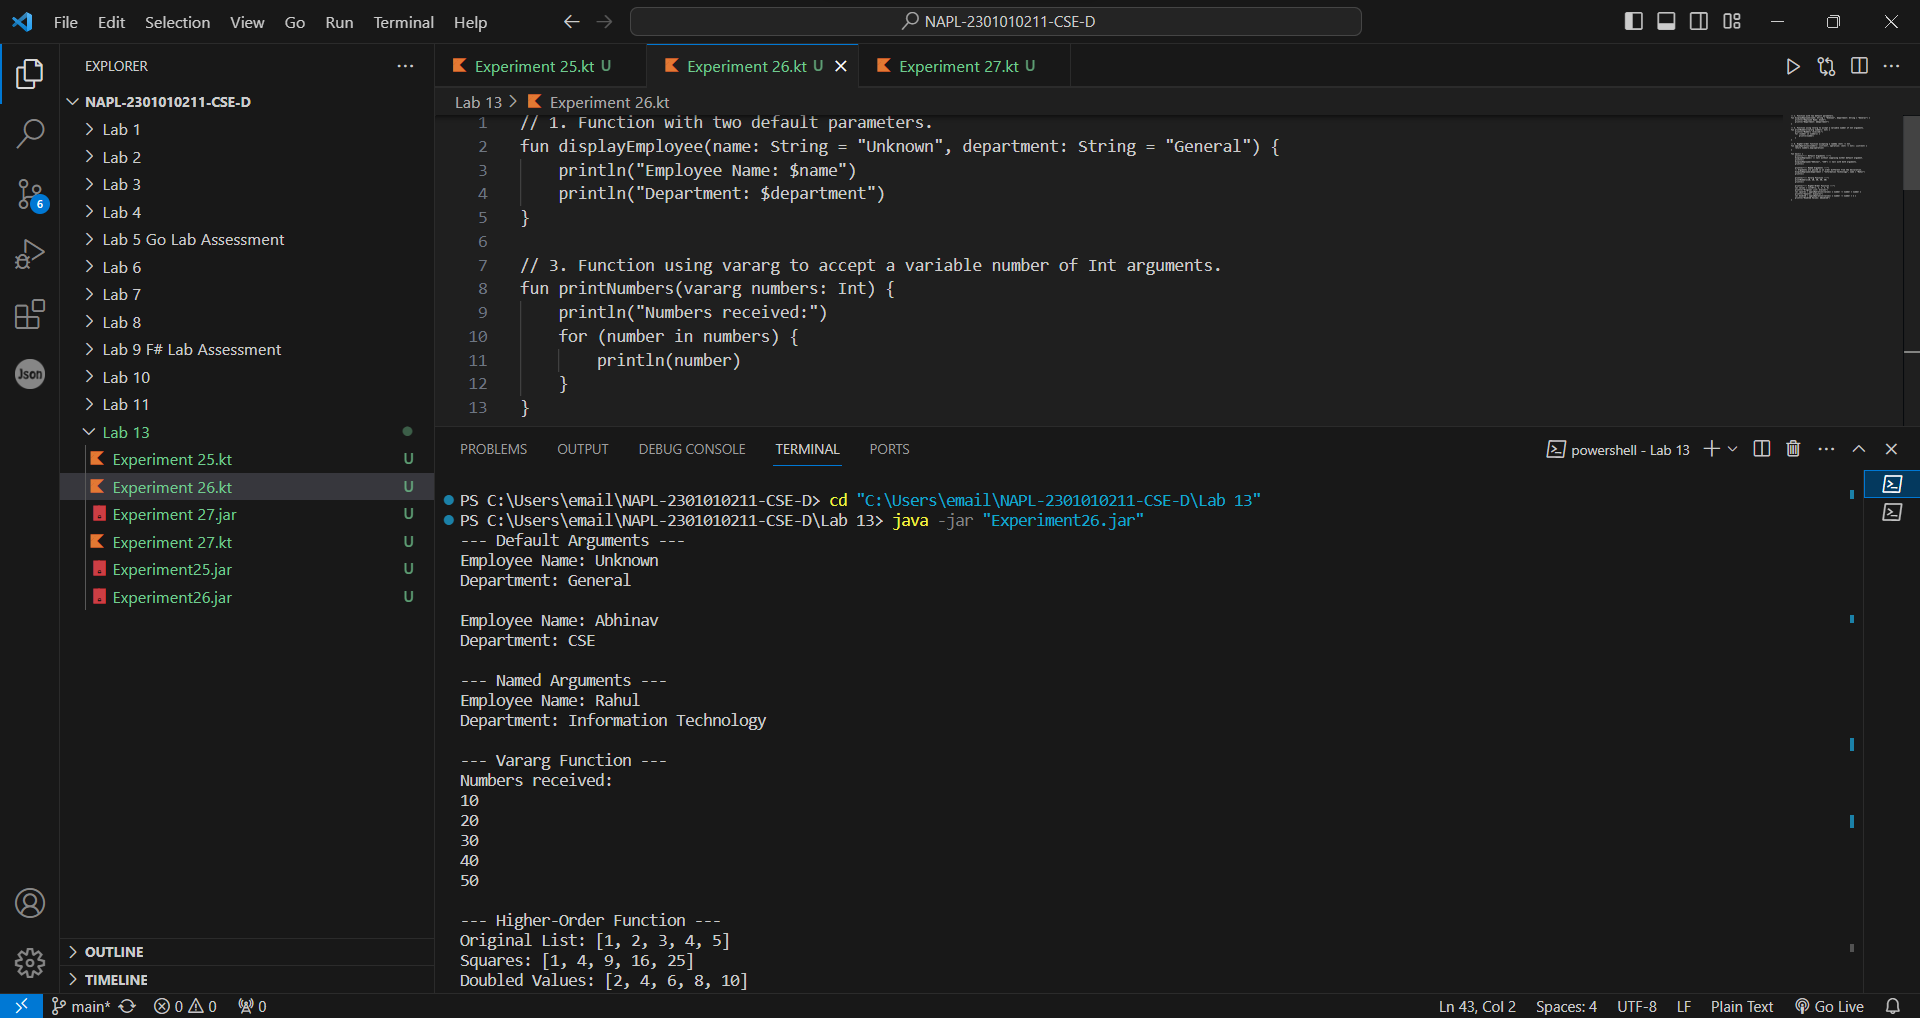 File Edit Selection View Go Run Terminal Help
NAPL-2301010211-CSE-D
EXPLORER
NAPL-2301010211-CSE-D
Lab 1
Lab 2
Lab 3
Lab 4
Lab 5 Go Lab Assessment
Lab 6
Lab 7
Lab 8
Lab 9 F# Lab Assessment
Lab 10
Lab 11
Lab 13
Experiment 25.kt U
Experiment 26.kt U
Experiment 27.jar U
Experiment 27.kt U
Experiment25.jar U
Experiment26.jar U
OUTLINE
TIMELINE
6
Json
Experiment 25.kt U
Experiment 26.kt U
Experiment 27.kt U
Lab 13 > Experiment 26.kt
1 // 1. Function with two default parameters.
2 fun displayEmployee(name: String = "Unknown", department: String = "General") {
3 println("Employee Name: $name")
4 println("Department: $department")
5 }
6
7 // 3. Function using vararg to accept a variable number of Int arguments.
8 fun printNumbers(vararg numbers: Int) {
9 println("Numbers received:")
10 for (number in numbers) {
11 println(number)
12 }
13 }
PROBLEMS OUTPUT DEBUG CONSOLE TERMINAL PORTS
powershell - Lab 13
PS C:\Users\email\NAPL-2301010211-CSE-D> cd "C:\Users\email\NAPL-2301010211-CSE-D\Lab 13"
PS C:\Users\email\NAPL-2301010211-CSE-D\Lab 13> java -jar "Experiment26.jar"
--- Default Arguments ---
Employee Name: Unknown
Department: General
Employee Name: Abhinav
Department: CSE
--- Named Arguments ---
Employee Name: Rahul
Department: Information Technology
--- Vararg Function ---
Numbers received:
10
20
30
40
50
--- Higher-Order Function ---
Original List: [1, 2, 3, 4, 5]
Squares: [1, 4, 9, 16, 25]
Doubled Values: [2, 4, 6, 8, 10]
main* 0 0 0
Ln 43, Col 2 Spaces: 4 UTF-8 LF Plain Text Go Live